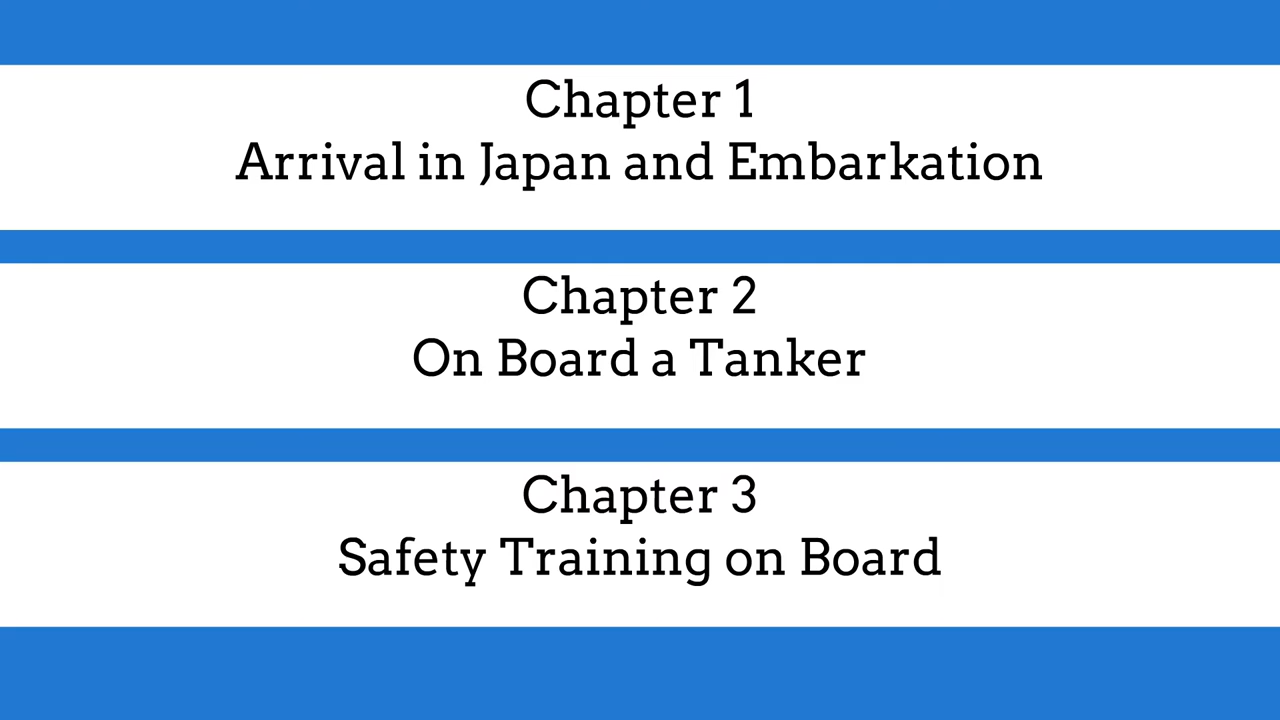 Chapter 1
Arrival in Japan and Embarkation
Chapter 2
On Board a Tanker
Chapter 3
Safety Training on Board